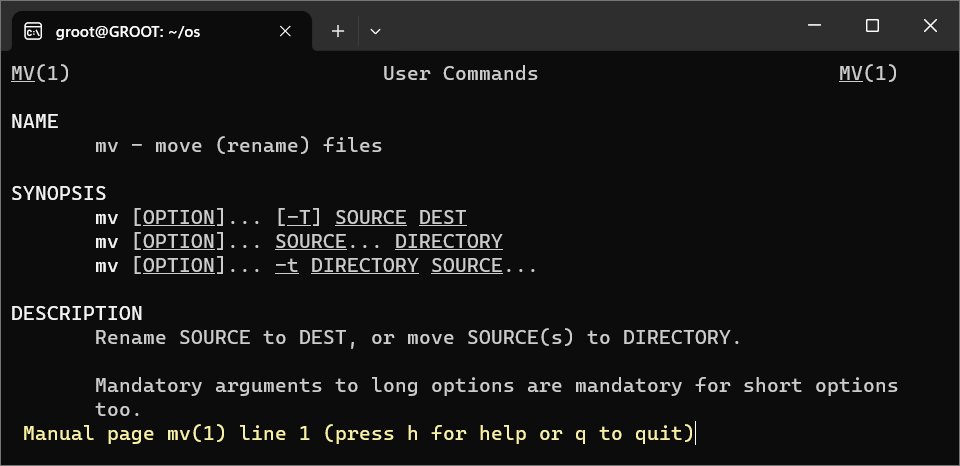 groot@GROOT: ~/os
MV(1) User Commands MV(1)
NAME
mv - move (rename) files
SYNOPSIS
mv [OPTION]... [-T] SOURCE DEST
mv [OPTION]... SOURCE... DIRECTORY
mv [OPTION]... -t DIRECTORY SOURCE...
DESCRIPTION
Rename SOURCE to DEST, or move SOURCE(s) to DIRECTORY.
Mandatory arguments to long options are mandatory for short options
too.
Manual page mv(1) line 1 (press h for help or q to quit)